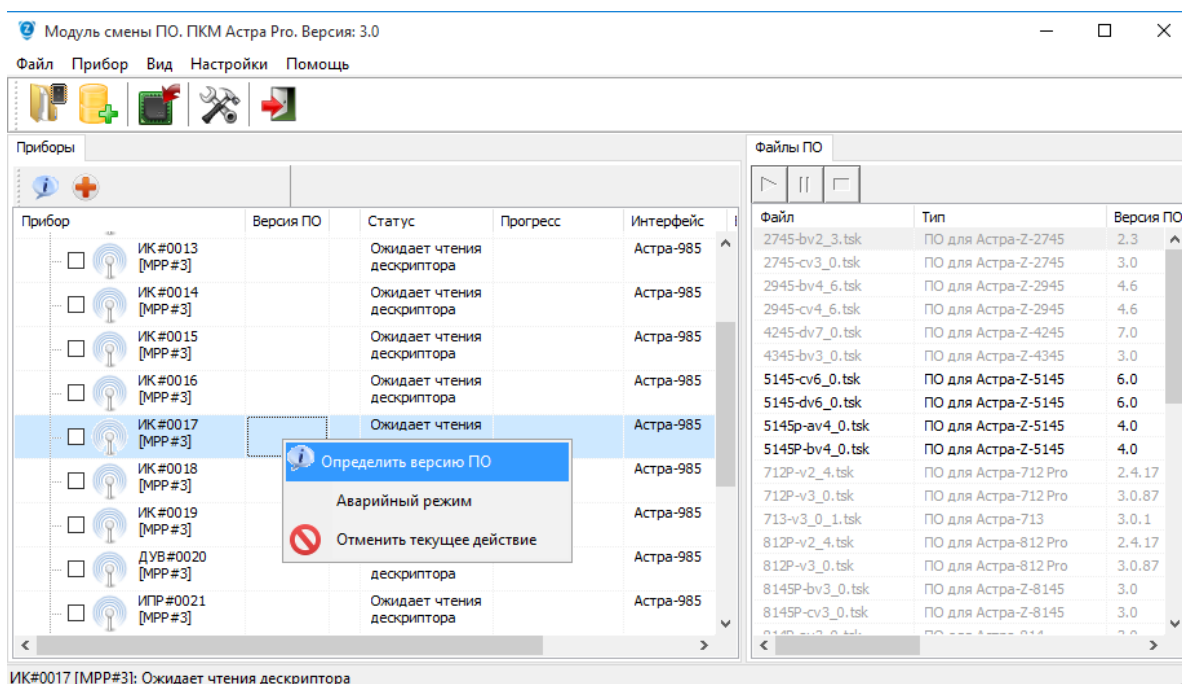 Модуль смены ПО. ПКМ Астра Pro. Версия: 3.0
Файл Прибор Вид Настройки Помощь
Приборы
Прибор Версия ПО Статус Прогресс Интерфейс
ИК#0013 Ожидает чтения Астра-985
[МРР#3] дескриптора
ИК#0014 Ожидает чтения Астра-985
[МРР#3] дескриптора
ИК#0015 Ожидает чтения Астра-985
[МРР#3] дескриптора
ИК#0016 Ожидает чтения Астра-985
[МРР#3] дескриптора
ИК#0017 Ожидает чтения Астра-985
[МРР#3]
ИК#0018 Астра-985
[МРР#3]
ИК#0019 Астра-985
[МРР#3]
ДУВ#0020 Астра-985
[МРР#3] дескриптора
ИПР#0021 Ожидает чтения Астра-985
[МРР#3] дескриптора
Определить версию ПО
Аварийный режим
Отменить текущее действие
Файлы ПО
Файл Тип Версия ПО
2745-bv2_3.tsk ПО для Астра-Z-2745 2.3
2745-cv3_0.tsk ПО для Астра-Z-2745 3.0
2945-bv4_6.tsk ПО для Астра-Z-2945 4.6
2945-cv4_6.tsk ПО для Астра-Z-2945 4.6
4245-dv7_0.tsk ПО для Астра-Z-4245 7.0
4345-bv3_0.tsk ПО для Астра-Z-4345 3.0
5145-cv6_0.tsk ПО для Астра-Z-5145 6.0
5145-dv6_0.tsk ПО для Астра-Z-5145 6.0
5145p-av4_0.tsk ПО для Астра-Z-5145 4.0
5145P-bv4_0.tsk ПО для Астра-Z-5145 4.0
712P-v2_4.tsk ПО для Астра-712 Pro 2.4.17
712P-v3_0.tsk ПО для Астра-712 Pro 3.0.87
713-v3_0_1.tsk ПО для Астра-713 3.0.1
812P-v2_4.tsk ПО для Астра-812 Pro 2.4.17
812P-v3_0.tsk ПО для Астра-812 Pro 3.0.87
8145P-bv3_0.tsk ПО для Астра-Z-8145 3.0
8145P-cv3_0.tsk ПО для Астра-Z-8145 3.0
ИК#0017 [МРР#3]: Ожидает чтения дескриптора